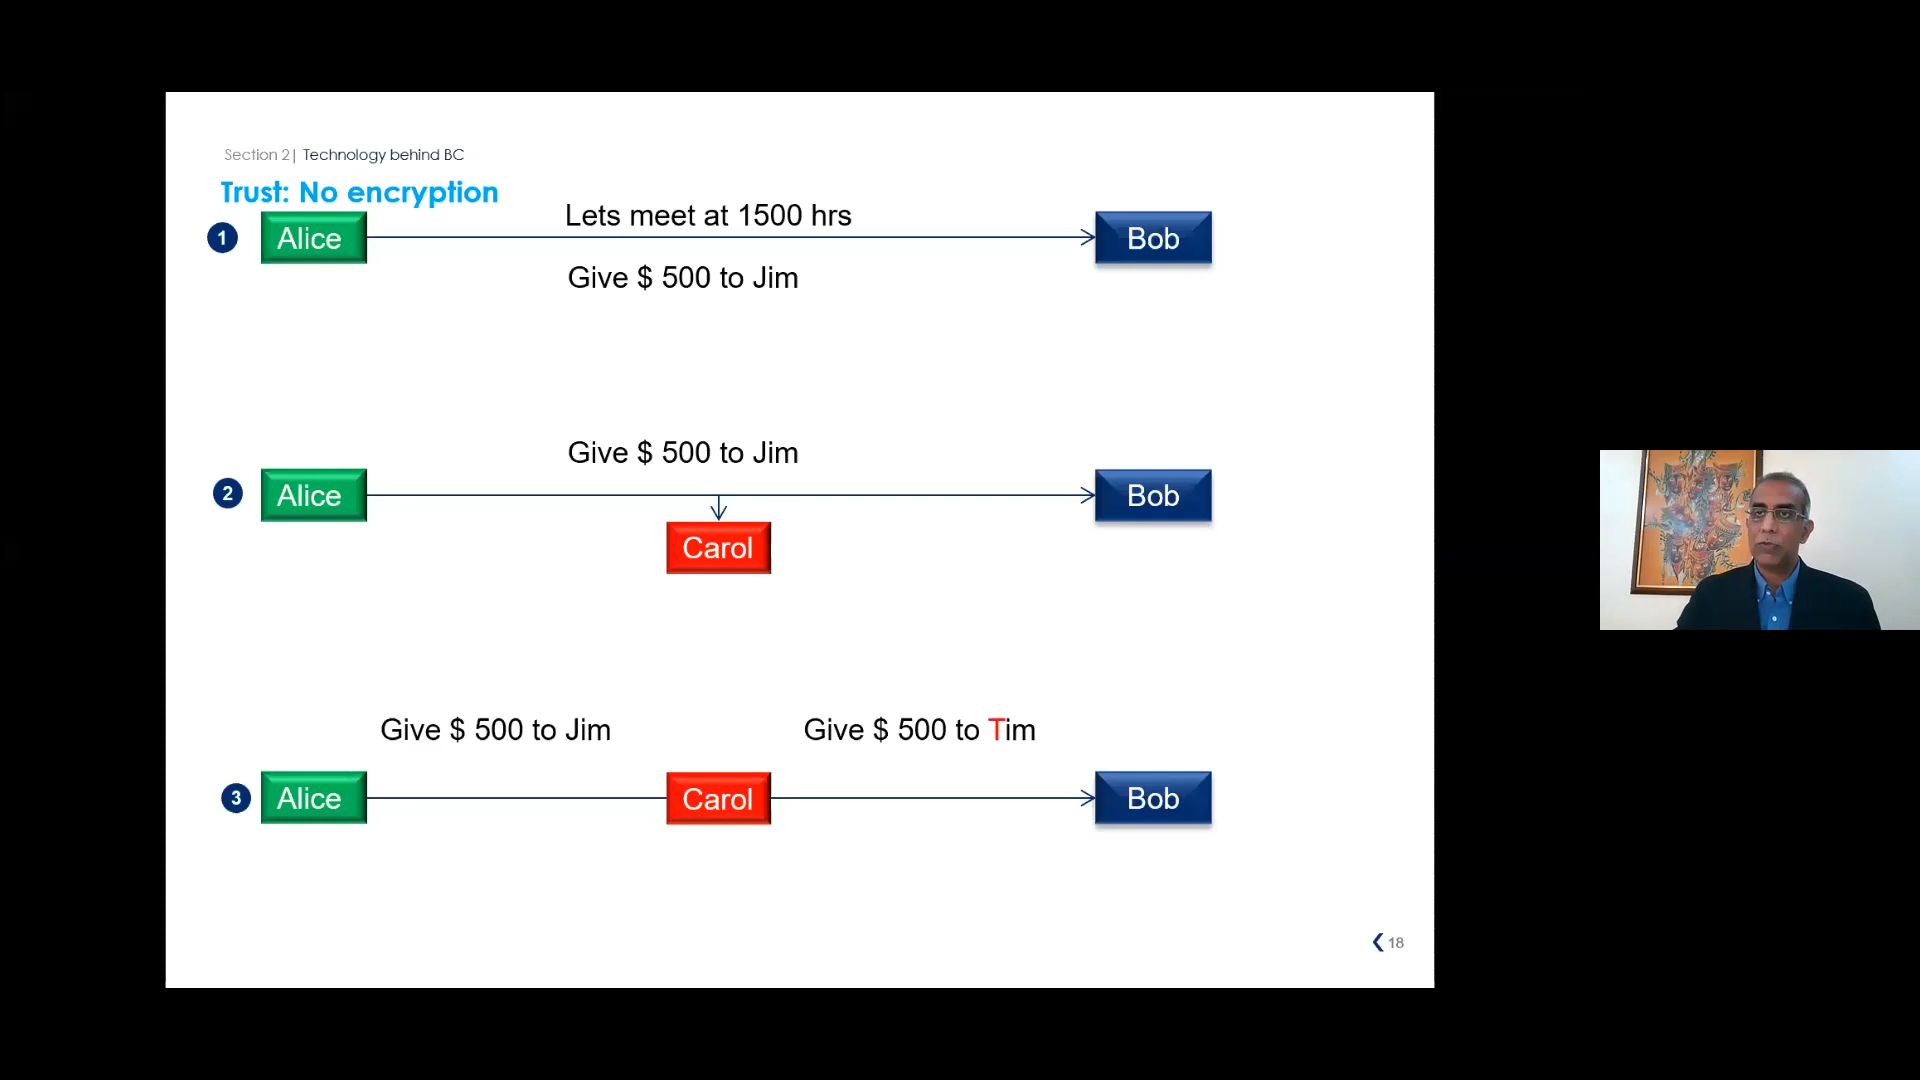 Section 2| Technology behind BC
Trust: No encryption
Lets meet at 1500 hrs
1 Alice Bob
Give $ 500 to Jim
Give $ 500 to Jim
2 Alice Bob
Carol
Give $ 500 to Jim Give $ 500 to Tim
3 Alice Carol Bob
18